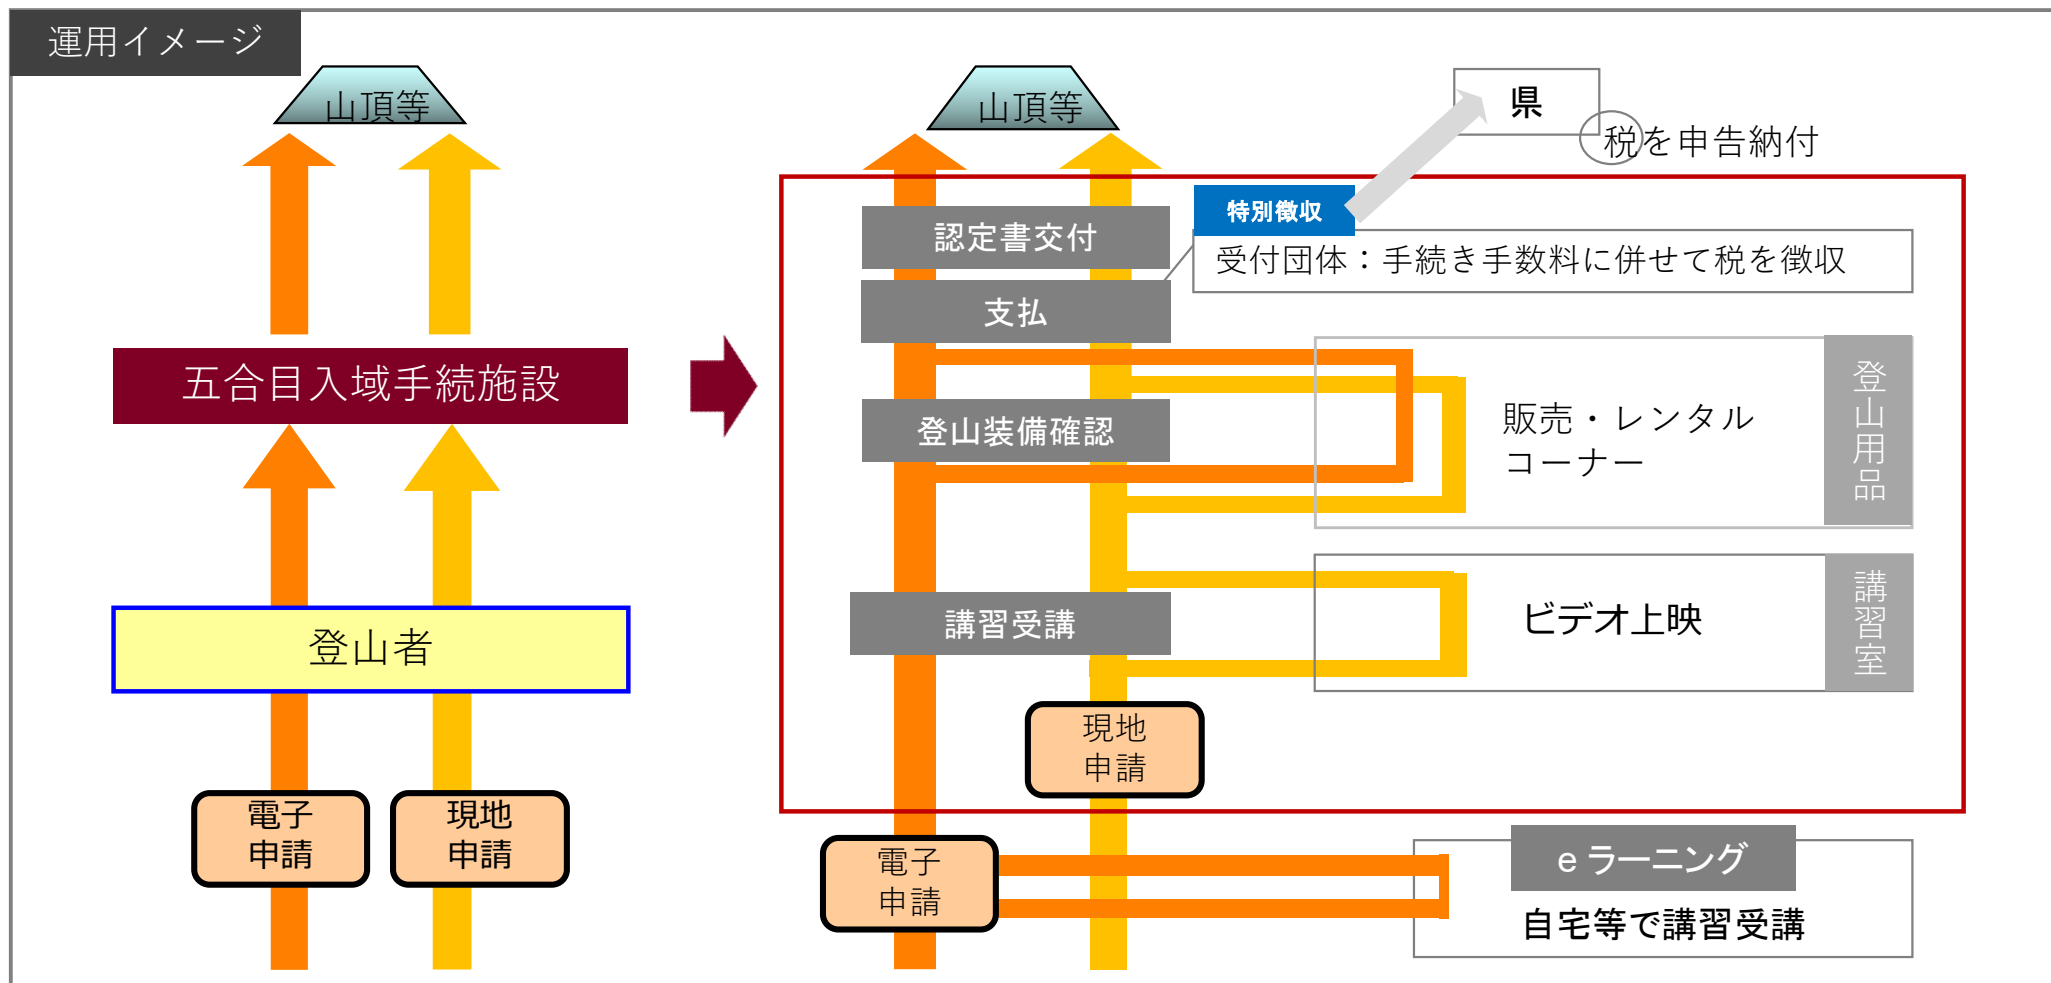 運用イメージ
山頂等
五合目入域手続施設
登山者
電子
申請
現地
申請
山頂等
県
税を申告納付
特別徴収
受付団体：手続き手数料に併せて税を徴収
認定書交付
支払
登山装備確認
販売・レンタル
コーナー
登山用品
講習受講
ビデオ上映
講習室
現地
申請
電子
申請
eラーニング
自宅等で講習受講